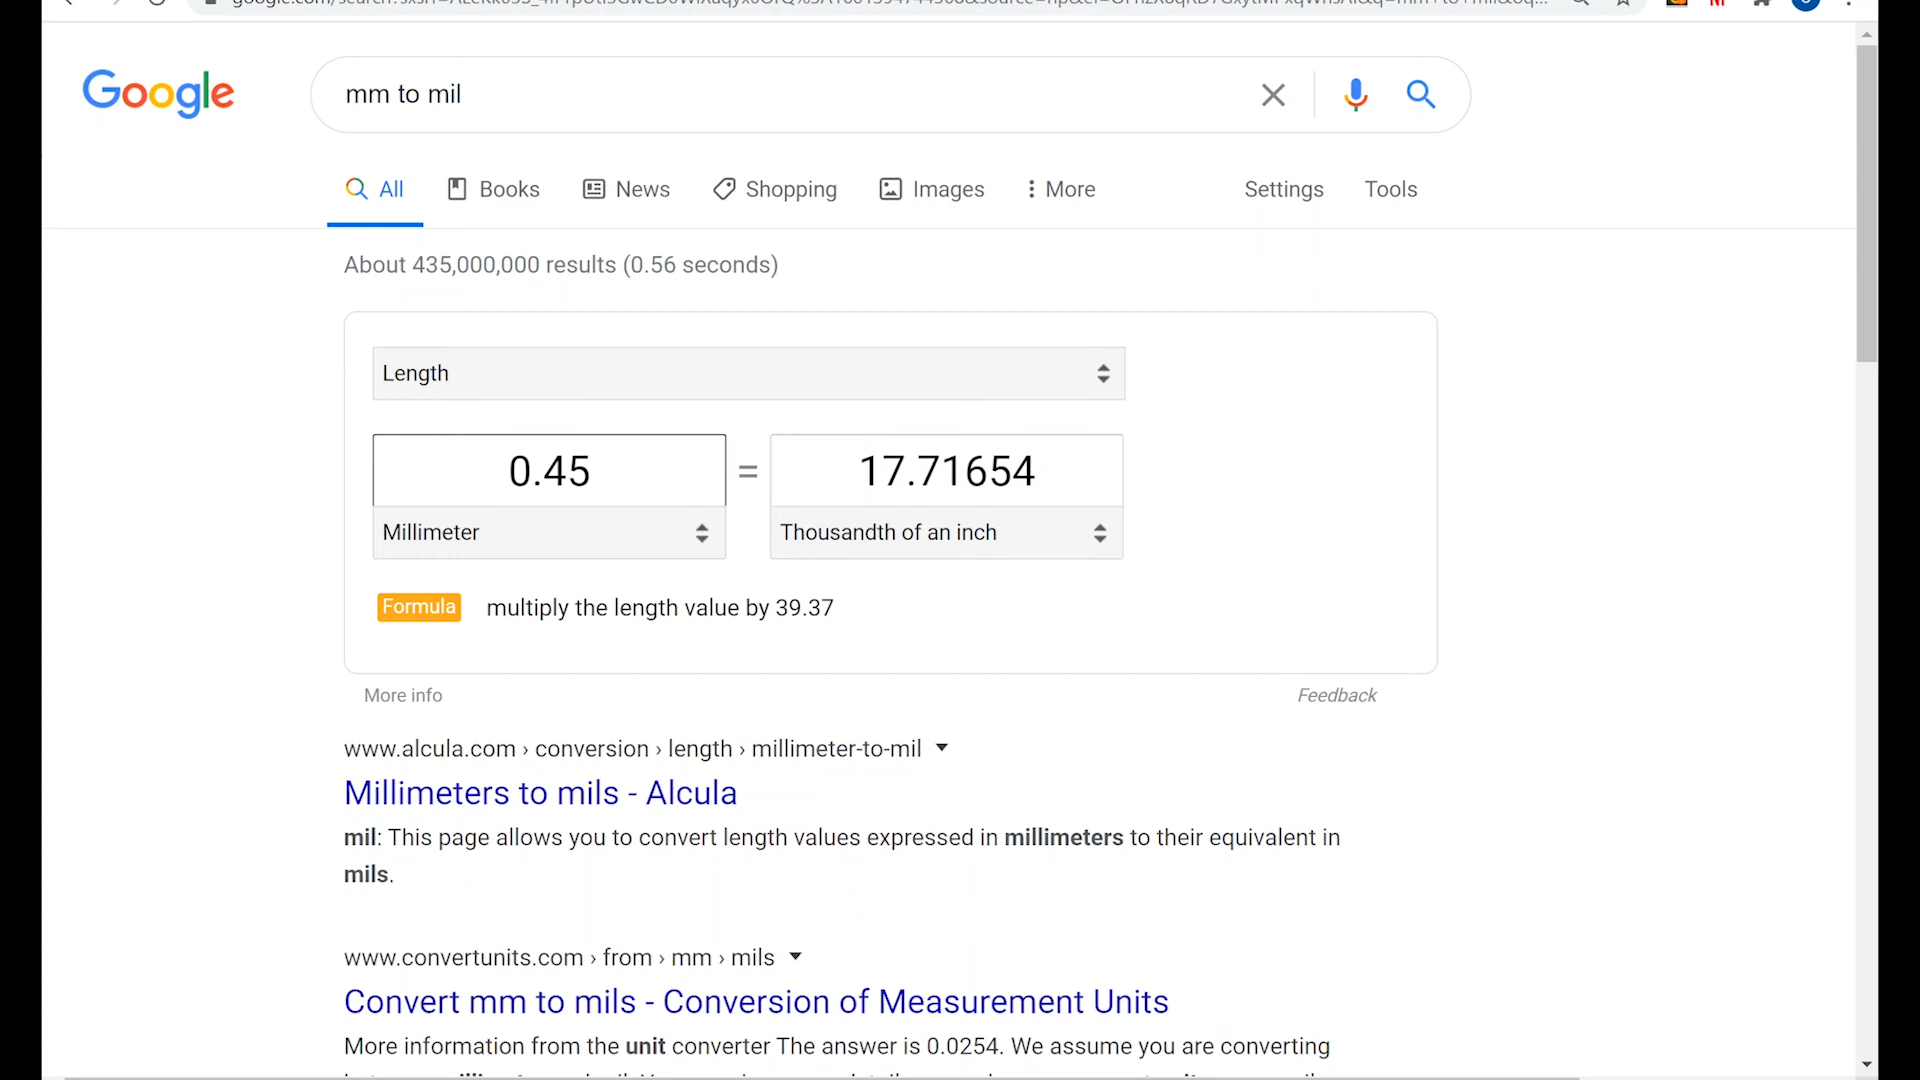 Google
mm to mil
All Books News Shopping Images More Settings Tools
About 435,000,000 results (0.56 seconds)
Length
0.45 = 17.71654
Millimeter Thousandth of an inch
Formula multiply the length value by 39.37
More info Feedback
www.alcula.com › conversion › length › millimeter-to-mil
Millimeters to mils - Alcula
mil: This page allows you to convert length values expressed in millimeters to their equivalent in
mils.
www.convertunits.com › from › mm › mils
Convert mm to mils - Conversion of Measurement Units
More information from the unit converter The answer is 0.0254. We assume you are converting